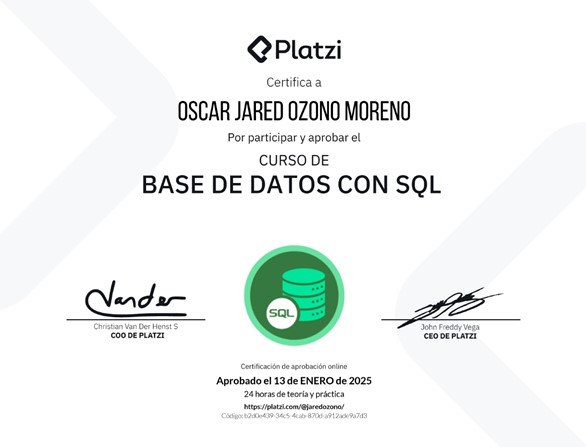 Platzi
Certifica a
OSCAR JARED OZONO MORENO
Por participar y aprobar el
CURSO DE
BASE DE DATOS CON SQL
SQL
Vander
Christian Van Der Henst S
COO DE PLATZI
John Freddy Vega
CEO DE PLATZI
Certificación de aprobación online
Aprobado el 13 de ENERO de 2025
24 horas de teoría y práctica
https://platzi.com/@jaredozono/
Código: b2d0e439-34c5-4cab-870d-a912ade9a7d3